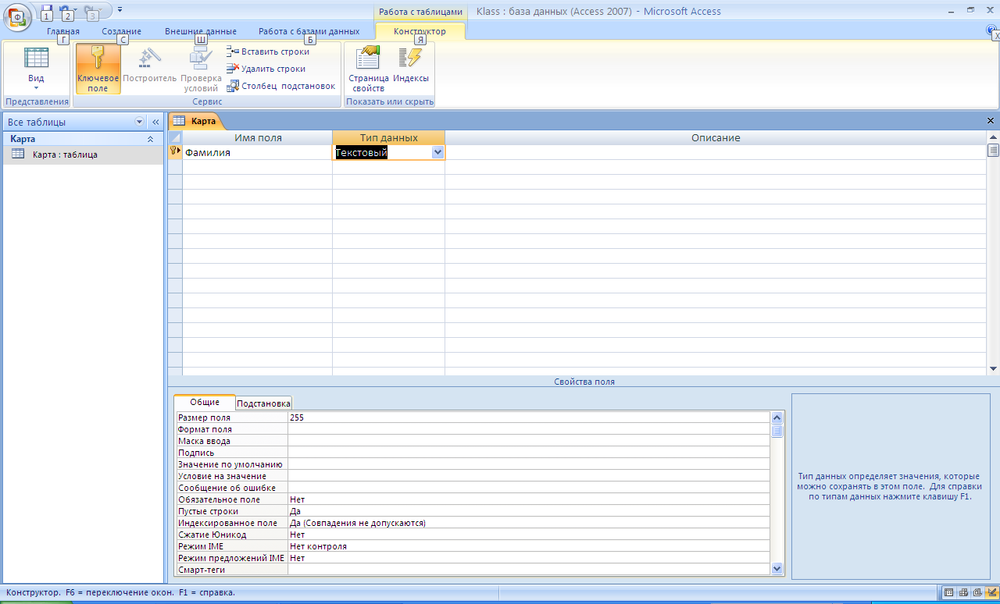 Работа с таблицами
Klass : база данных (Access 2007) - Microsoft Access
1
2
3
Главная
Создание
Внешние данные
Работа с базами данных
Конструктор
Ф
Г
С
Ш
Б
Я
Х
Вид
Представления
Ключевое
поле
Построитель
Проверка
условий
Вставить строки
Удалить строки
Столбец подстановок
Сервис
Страница
свойств
Индексы
Показать или скрыть
Все таблицы
«
Карта
Карта : таблица
Карта
Имя поля
Тип данных
Описание
Фамилия
Текстовый
Свойства поля
Общие
Подстановка
Размер поля 255
Формат поля
Маска ввода
Подпись
Значение по умолчанию
Условие на значение
Сообщение об ошибке
Обязательное поле Нет
Пустые строки Да
Индексированное поле Да (Совпадения не допускаются)
Сжатие Юникод Нет
Режим IME Нет контроля
Режим предложений IME Нет
Смарт-теги
Тип данных определяет значения, которые
можно сохранять в этом поле. Для справки
по типам данных нажмите клавишу F1.
Конструктор. F6 = переключение окон. F1 = справка.